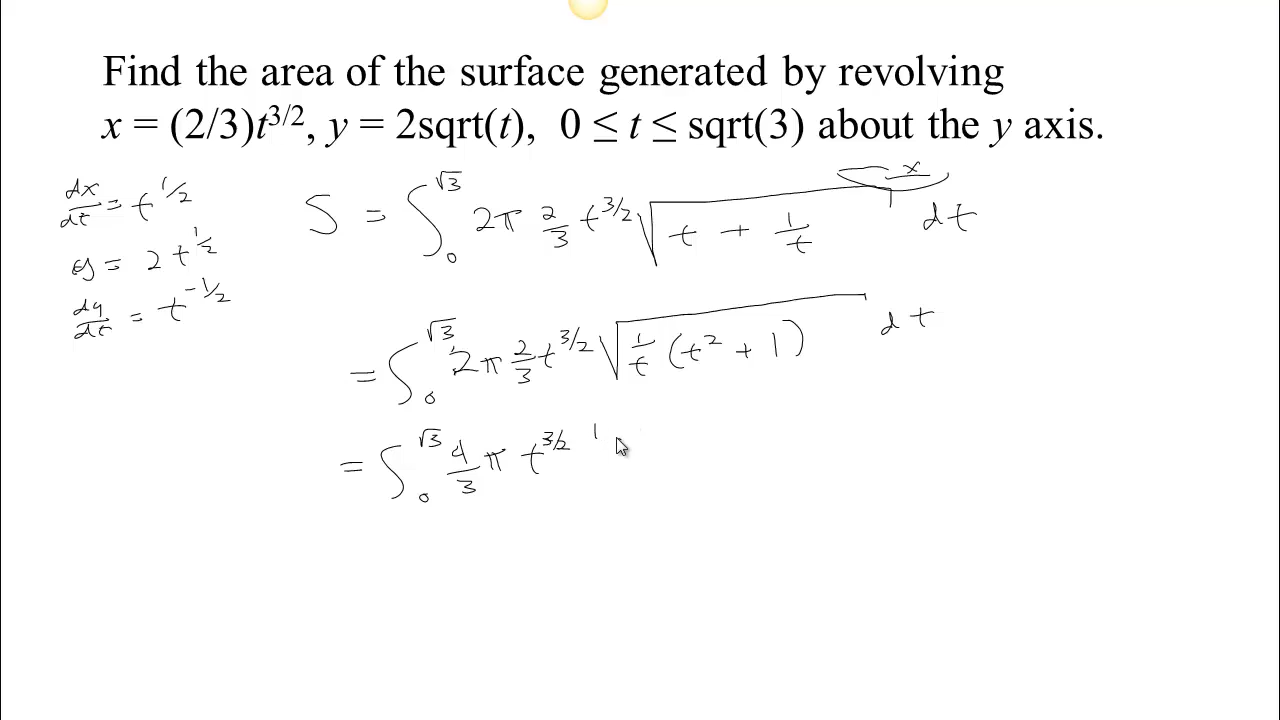 Find the area of the surface generated by revolving
x = (2/3)t^3/2, y = 2sqrt(t), 0 ≤ t ≤ sqrt(3) about the y axis.
dx/dt = t^1/2
S = ∫_0^√3 2π 2/3 t^3/2 √(t + 1/t) dt
x
y = 2 t^1/2
dy/dt = t^-1/2
= ∫_0^√3 2π 2/3 t^3/2 √(1/t (t^2 + 1)) dt
= ∫_0^√3 4/3 π t^3/2 1